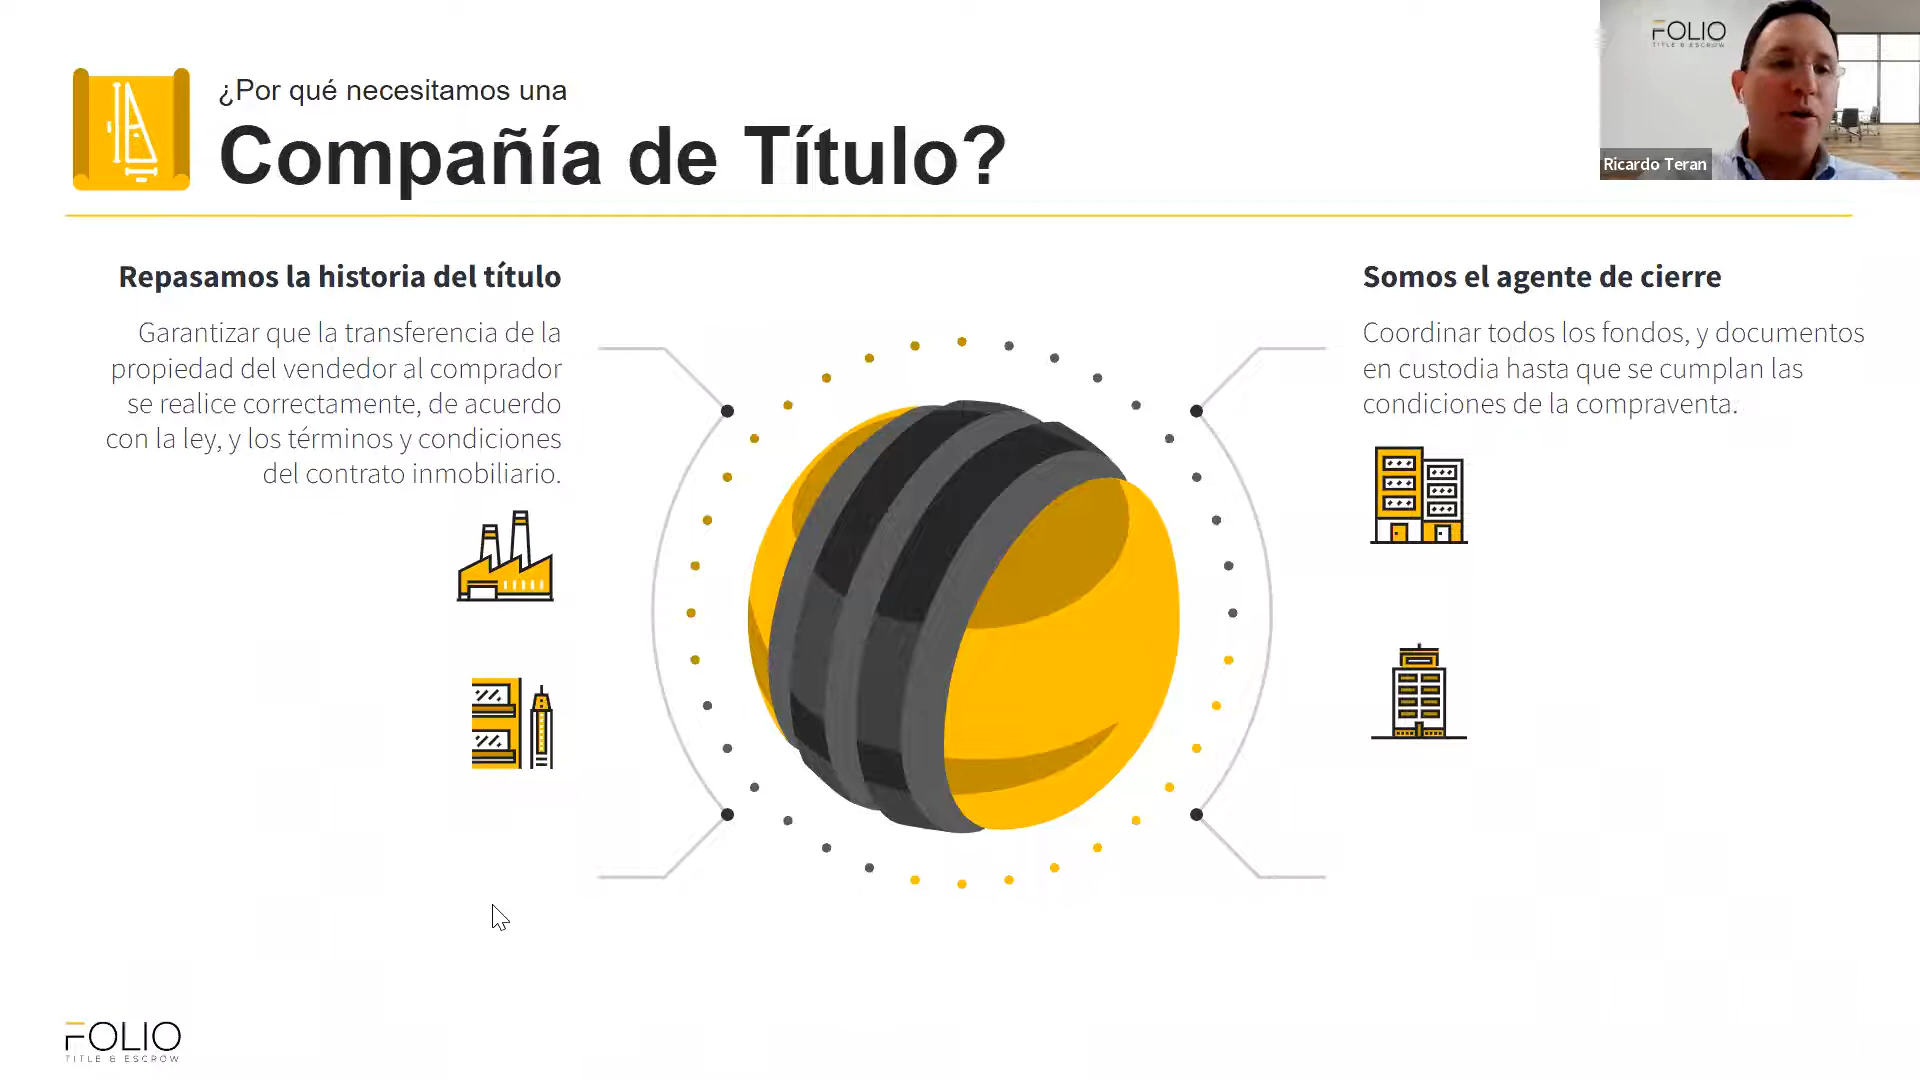 ¿Por qué necesitamos una
Compañía de Título?
FOLIO
TITLE & ESCROW
Ricardo Teran
Repasamos la historia del título
Garantizar que la transferencia de la
propiedad del vendedor al comprador
se realice correctamente, de acuerdo
con la ley, y los términos y condiciones
del contrato inmobiliario.
Somos el agente de cierre
Coordinar todos los fondos, y documentos
en custodia hasta que se cumplan las
condiciones de la compraventa.
FOLIO
TITLE & ESCROW